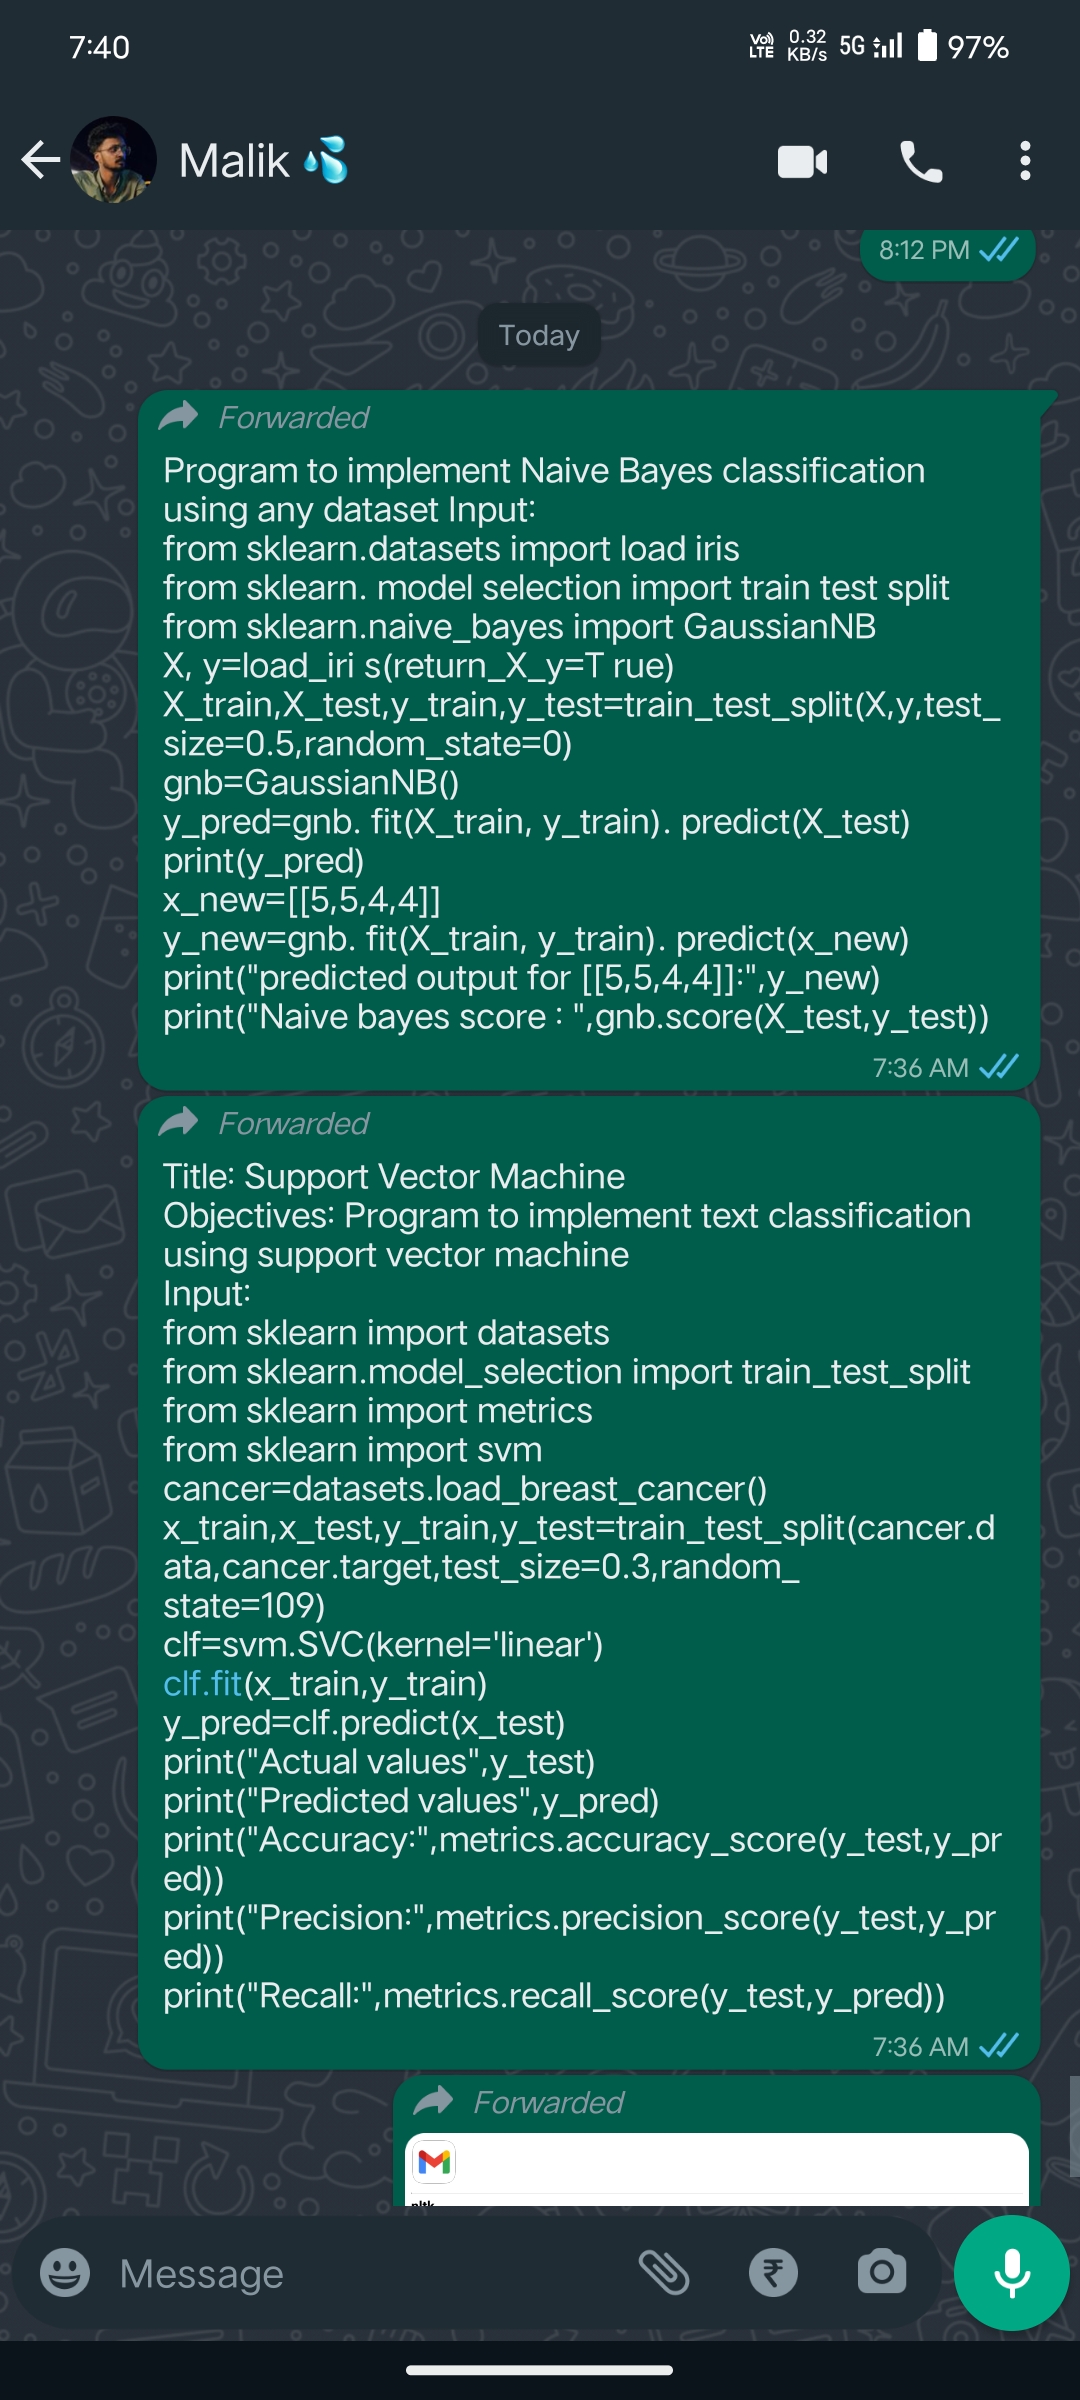 7:40
Vo) LTE 0.32 KB/s 5G 97%
Malik 💦
8:12 PM
Today
Forwarded
Program to implement Naive Bayes classification
using any dataset Input:
from sklearn.datasets import load iris
from sklearn. model selection import train test split
from sklearn.naive_bayes import GaussianNB
X, y=load_iri s(return_X_y=T rue)
X_train,X_test,y_train,y_test=train_test_split(X,y,test_
size=0.5,random_state=0)
gnb=GaussianNB()
y_pred=gnb. fit(X_train, y_train). predict(X_test)
print(y_pred)
x_new=[[5,5,4,4]]
y_new=gnb. fit(X_train, y_train). predict(x_new)
print("predicted output for [[5,5,4,4]]:",y_new)
print("Naive bayes score : ",gnb.score(X_test,y_test))
7:36 AM
Forwarded
Title: Support Vector Machine
Objectives: Program to implement text classification
using support vector machine
Input:
from sklearn import datasets
from sklearn.model_selection import train_test_split
from sklearn import metrics
from sklearn import svm
cancer=datasets.load_breast_cancer()
x_train,x_test,y_train,y_test=train_test_split(cancer.d
ata,cancer.target,test_size=0.3,random_
state=109)
clf=svm.SVC(kernel='linear')
clf.fit(x_train,y_train)
y_pred=clf.predict(x_test)
print("Actual values",y_test)
print("Predicted values",y_pred)
print("Accuracy:",metrics.accuracy_score(y_test,y_pr
ed))
print("Precision:",metrics.precision_score(y_test,y_pr
ed))
print("Recall:",metrics.recall_score(y_test,y_pred))
7:36 AM
Forwarded
Message